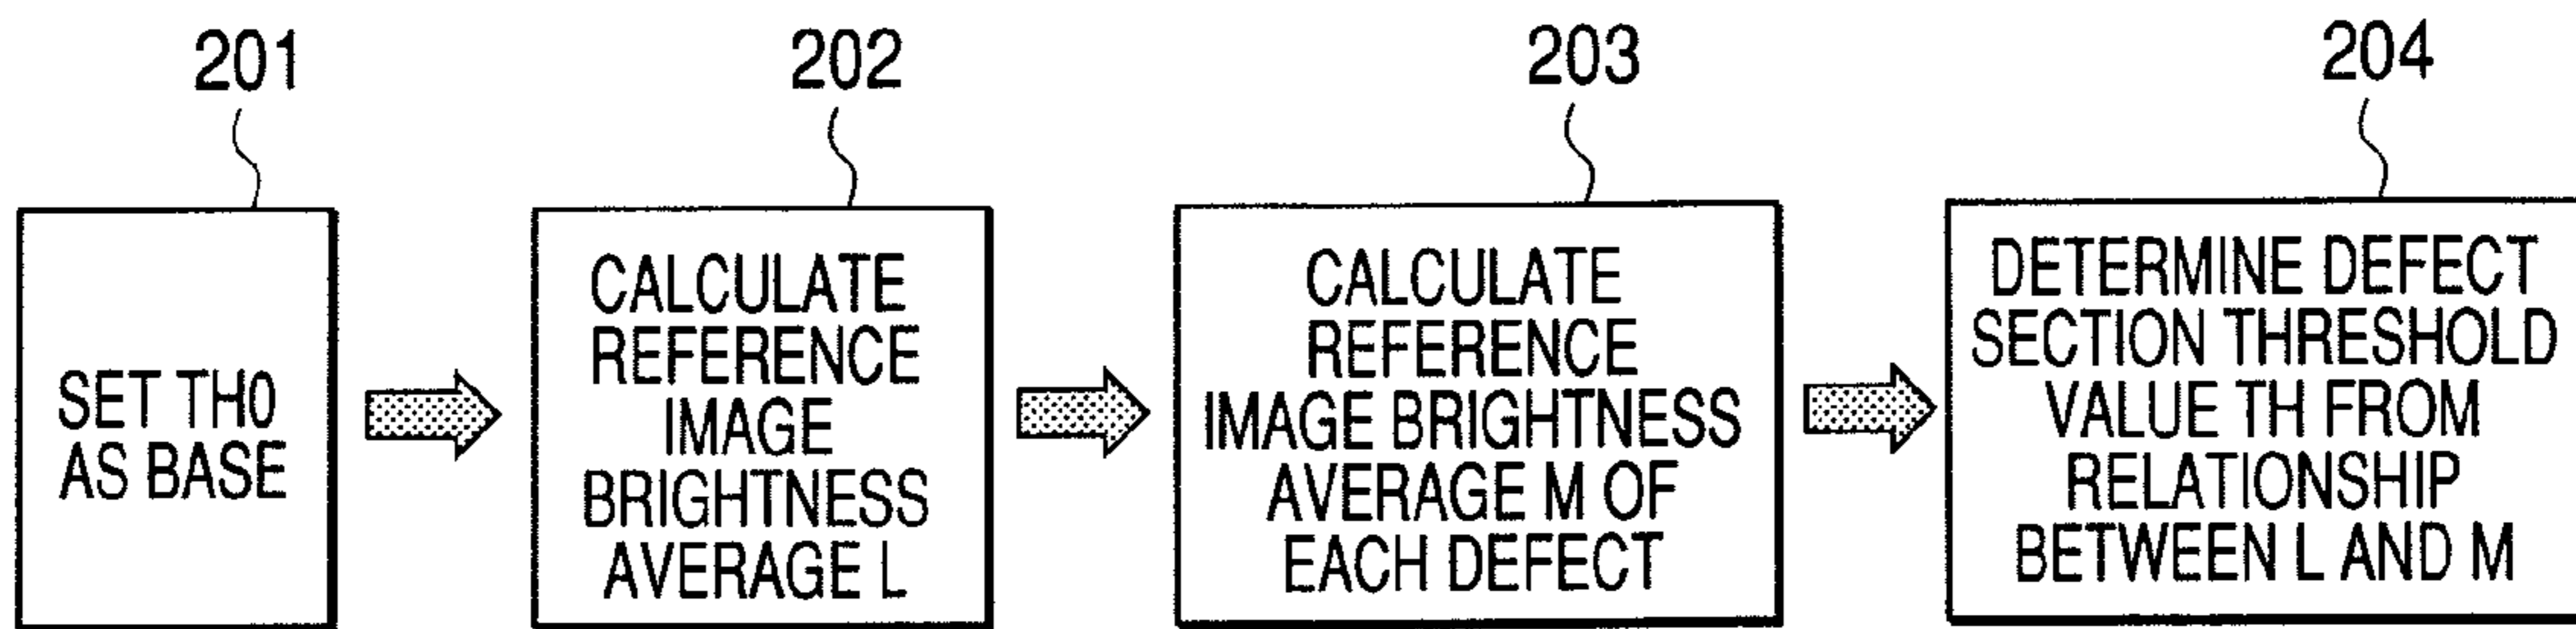 201
SET TH0
AS BASE
202
CALCULATE
REFERENCE
IMAGE
BRIGHTNESS
AVERAGE L
203
CALCULATE
REFERENCE
IMAGE BRIGHTNESS
AVERAGE M OF
EACH DEFECT
204
DETERMINE DEFECT
SECTION THRESHOLD
VALUE TH FROM
RELATIONSHIP
BETWEEN L AND M